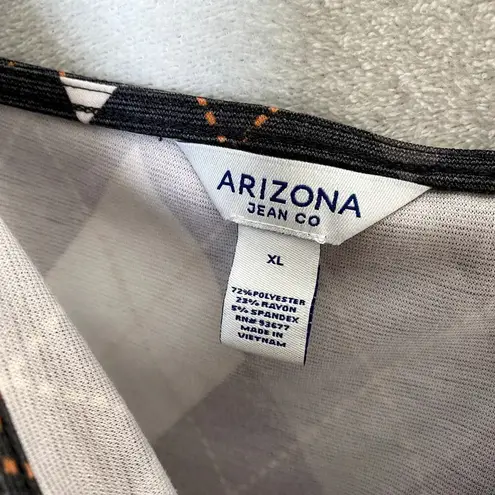 ARIZONA
JEAN CO
XL
72%POLYESTER
23%RAYON
5% SPANDEX
RN# 93677
MADE IN
VIETNAM